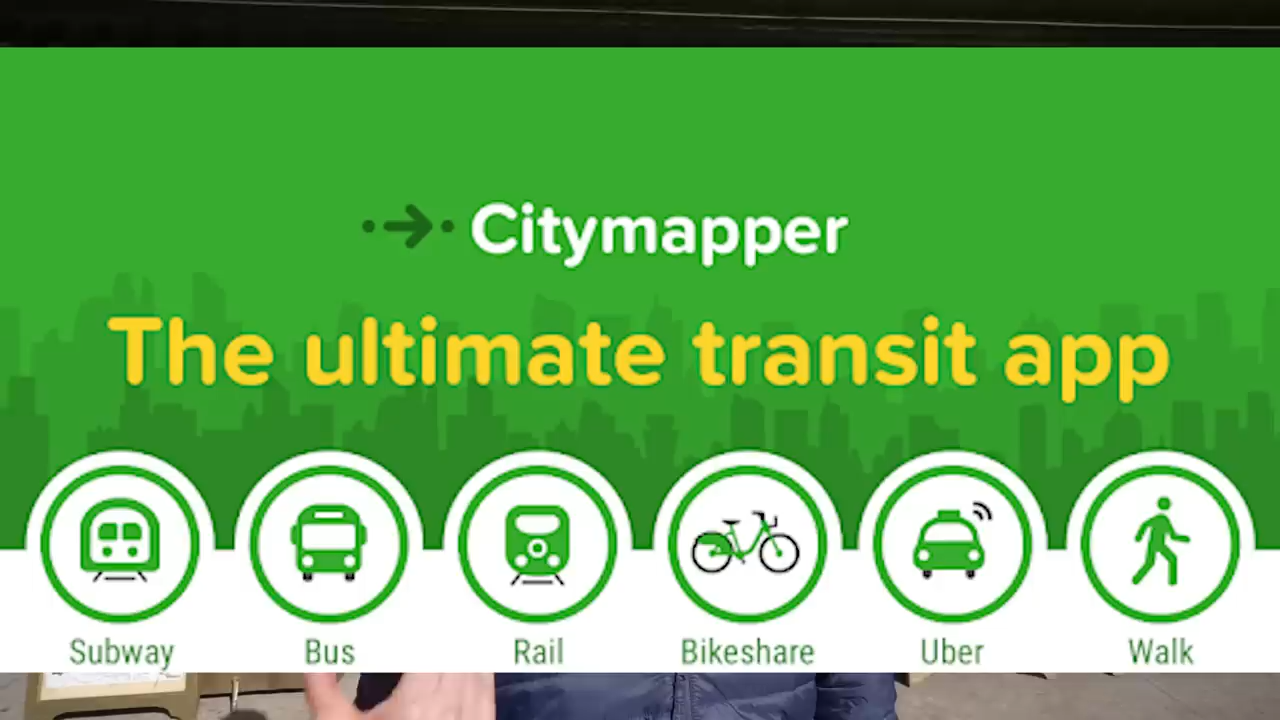 Citymapper
The ultimate transit app
Subway Bus Rail Bikeshare Uber Walk